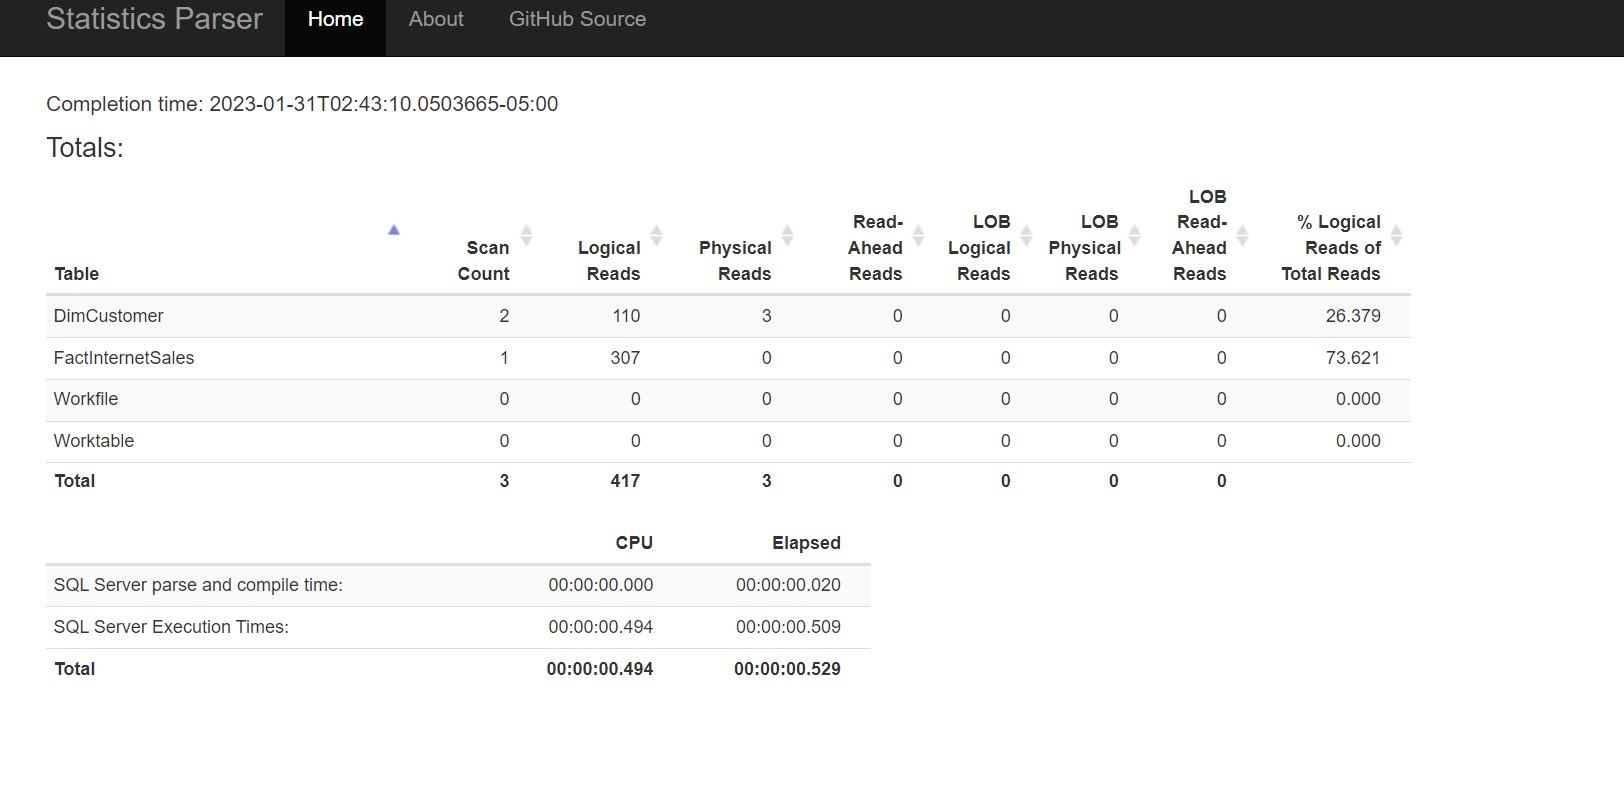 Statistics Parser Home About GitHub Source
Completion time: 2023-01-31T02:43:10.0503665-05:00
Totals:
Table Scan Count Logical Reads Physical Reads Read-Ahead Reads LOB Logical Reads LOB Physical Reads LOB Read-Ahead Reads % Logical Reads of Total Reads
DimCustomer 2 110 3 0 0 0 0 26.379
FactInternetSales 1 307 0 0 0 0 0 73.621
Workfile 0 0 0 0 0 0 0 0.000
Worktable 0 0 0 0 0 0 0 0.000
Total 3 417 3 0 0 0 0
CPU Elapsed
SQL Server parse and compile time: 00:00:00.000 00:00:00.020
SQL Server Execution Times: 00:00:00.494 00:00:00.509
Total 00:00:00.494 00:00:00.529